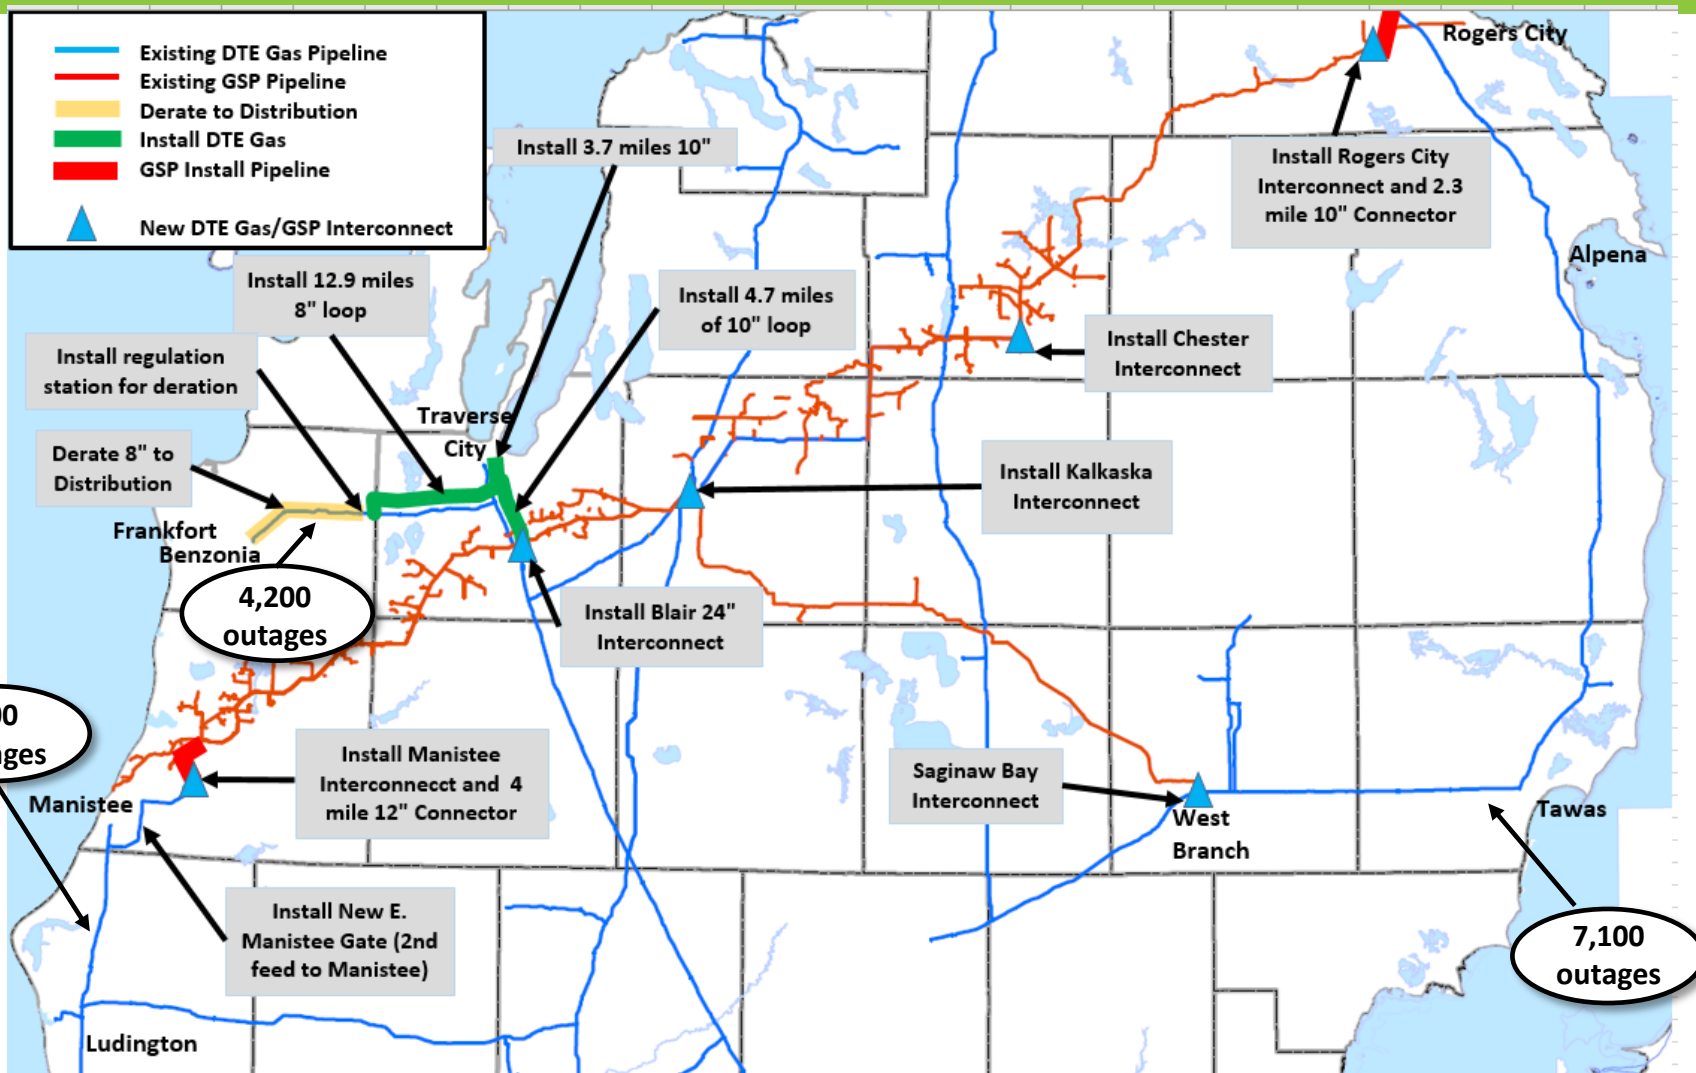 Existing DTE Gas Pipeline
Existing GSP Pipeline
Derate to Distribution
Install DTE Gas
GSP Install Pipeline
New DTE Gas/GSP Interconnect
Rogers City
Install 3.7 miles 10"
Install Rogers City
Interconnect and 2.3
mile 10" Connector
Alpena
Install 12.9 miles
8" loop
Install 4.7 miles
of 10" loop
Install regulation
station for deration
Install Chester
Interconnect
Traverse
City
Derate 8" to
Distribution
Install Kalkaska
Interconnect
Frankfort
Benzonia
4,200
outages
Install Blair 24"
Interconnect
Install Manistee
Interconnecct and 4
mile 12" Connector
Saginaw Bay
Interconnect
Manistee
West
Branch
Tawas
Install New E.
Manistee Gate (2nd
feed to Manistee)
7,100
outages
Ludington